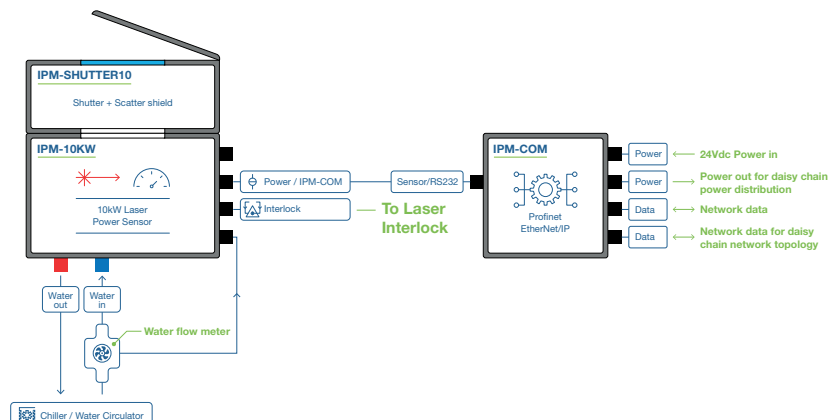 IPM-SHUTTER10
Shutter + Scatter shield
IPM-10KW
10kW Laser
Power Sensor
Power / IPM-COM
Sensor/RS232
Interlock
To Laser
Interlock
IPM-COM
Profinet
EtherNet/IP
Power
24Vdc Power in
Power
Power out for daisy chain
power distribution
Data
Network data
Data
Network data for daisy
chain network topology
Water
out
Water
in
Water flow meter
Chiller / Water Circulator